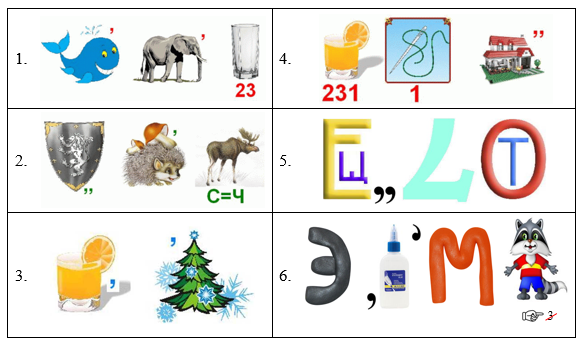 1. , , 23
4. 231 1 ”
2. ,, , С=Ч
5. Е Щ ,, О Т
3. , ,
6. Э , ’ М 3